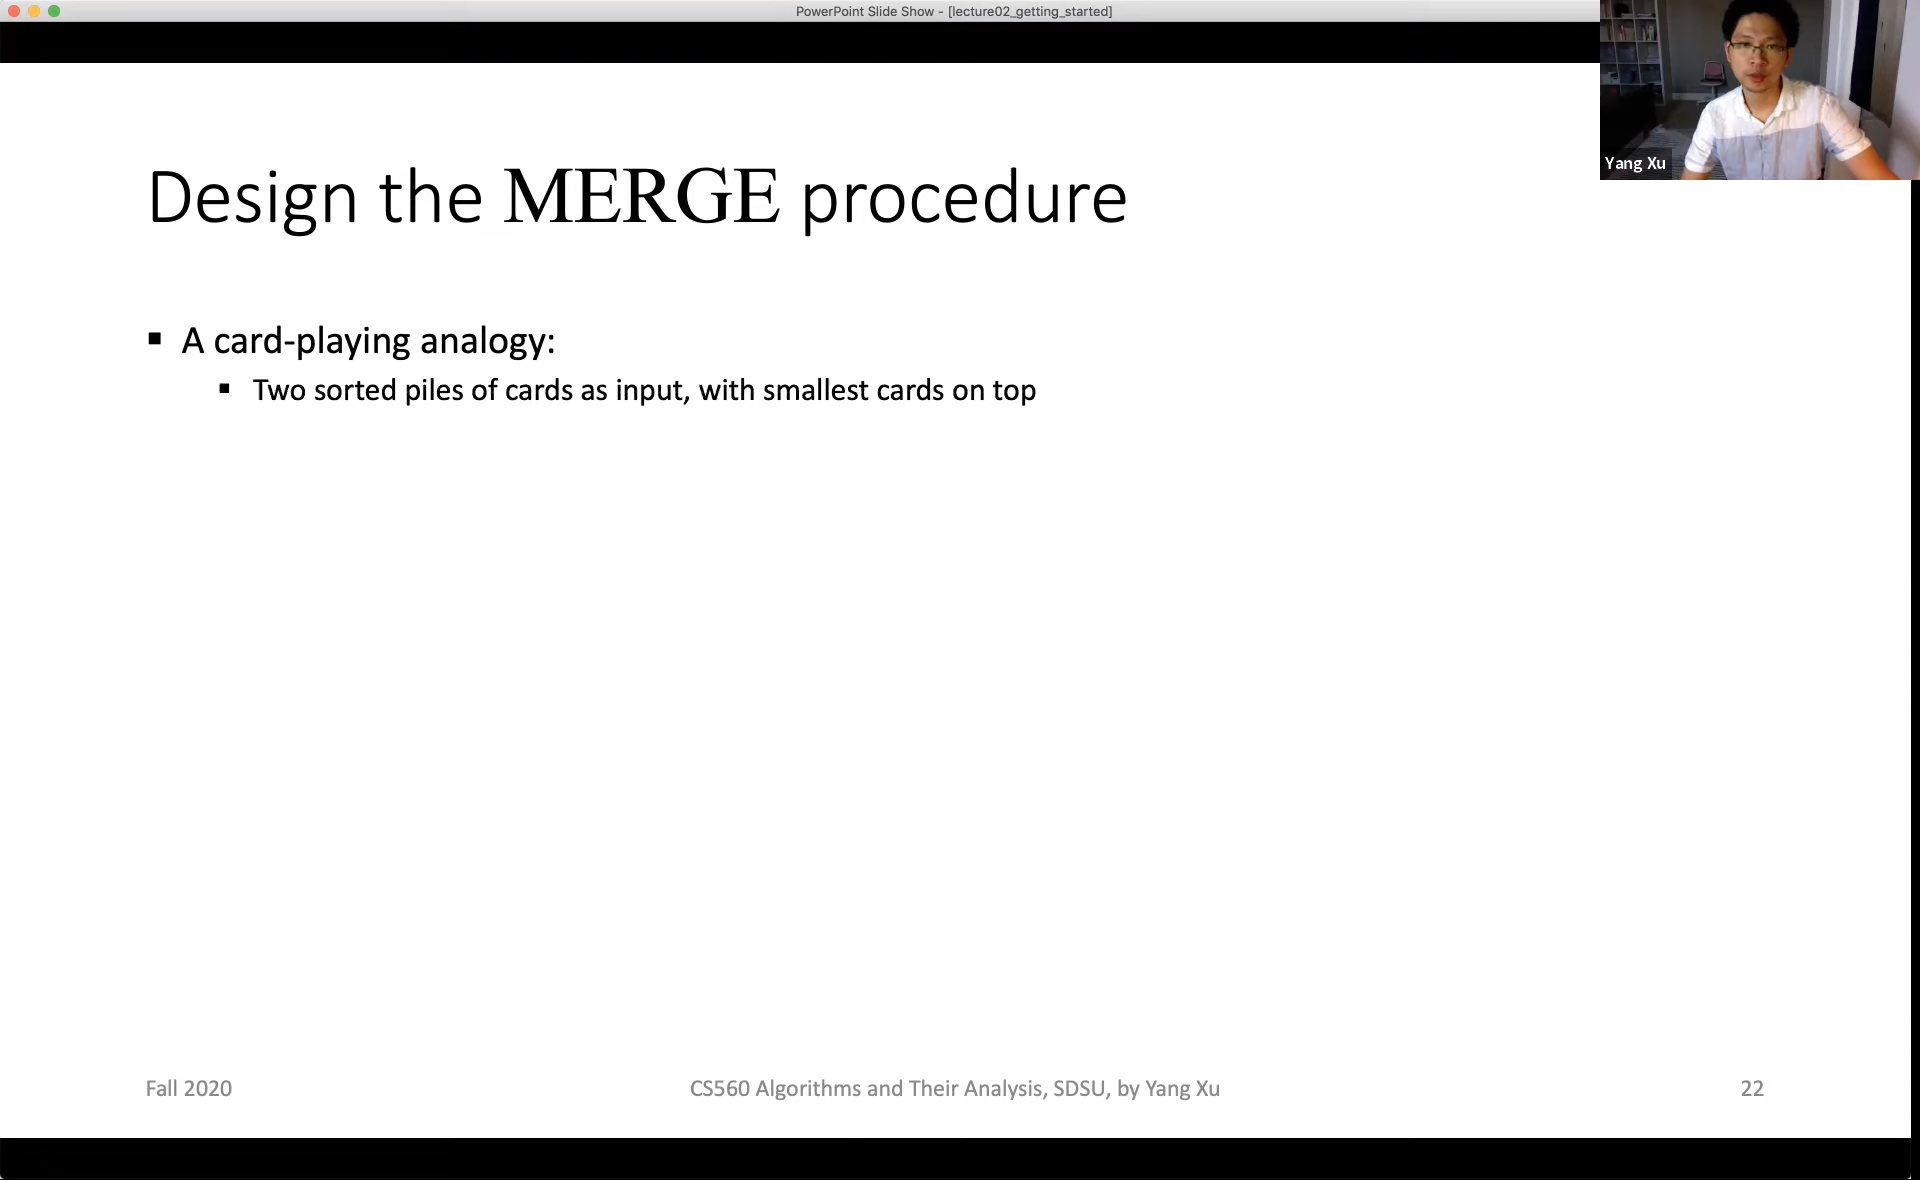 PowerPoint Slide Show - [lecture02_getting_started]
Yang Xu
Design the MERGE procedure
▪ A card-playing analogy:
▪ Two sorted piles of cards as input, with smallest cards on top
Fall 2020
CS560 Algorithms and Their Analysis, SDSU, by Yang Xu
22